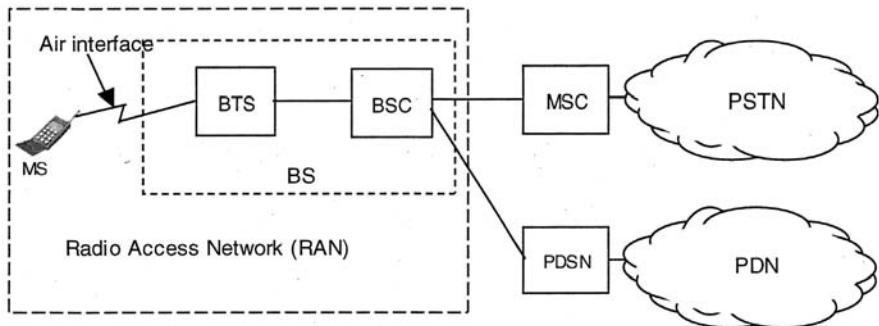 Air interface
BTS
BSC
MSC
PSTN
MS
BS
Radio Access Network (RAN)
PDSN
PDN